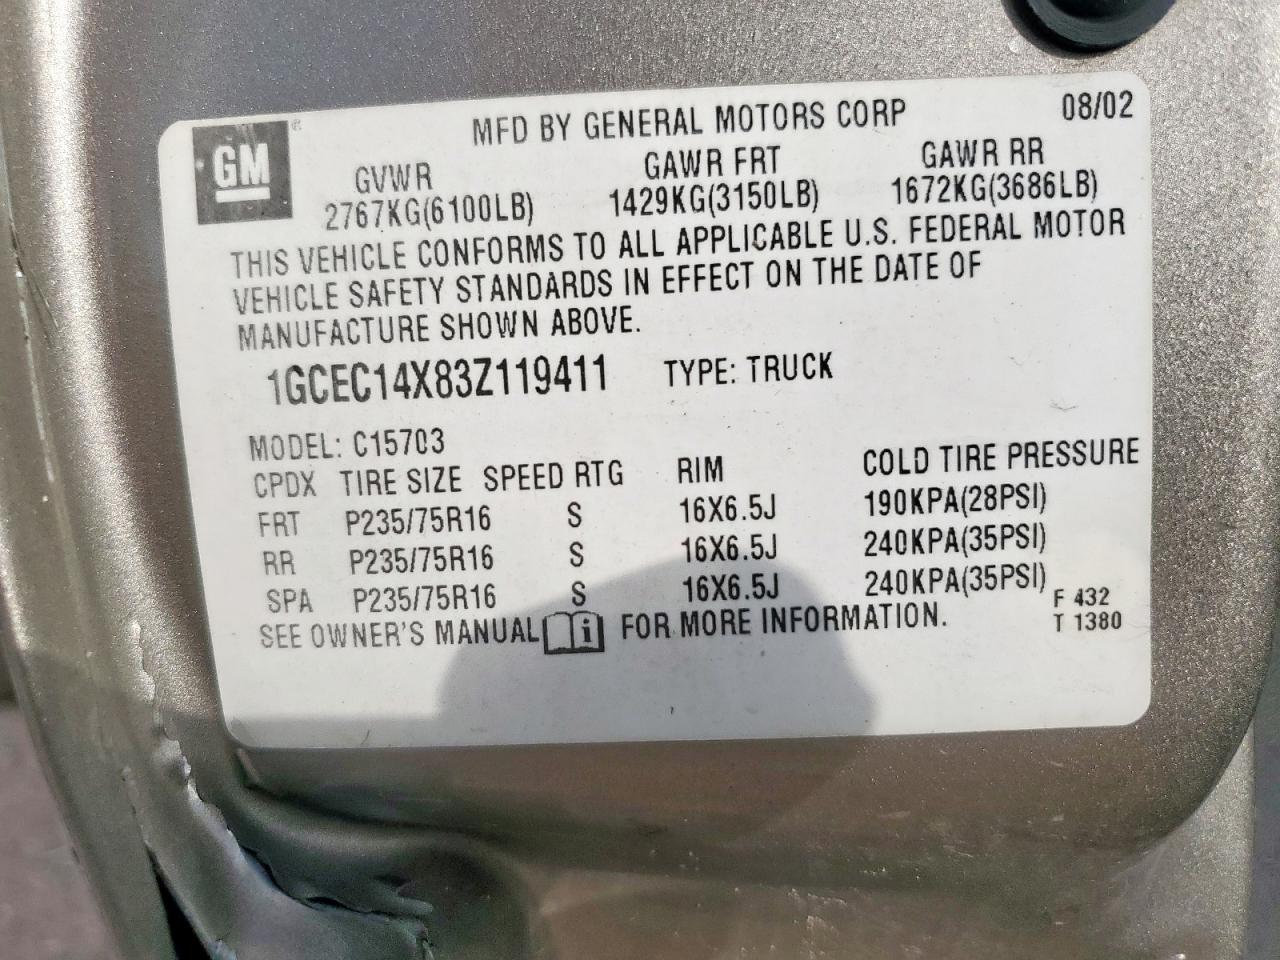 GM ®
MFD BY GENERAL MOTORS CORP 08/02
GVWR GAWR FRT GAWR RR
2767KG(6100LB) 1429KG(3150LB) 1672KG(3686LB)
THIS VEHICLE CONFORMS TO ALL APPLICABLE U.S. FEDERAL MOTOR
VEHICLE SAFETY STANDARDS IN EFFECT ON THE DATE OF
MANUFACTURE SHOWN ABOVE.
1GCEC14X83Z119411 TYPE: TRUCK
MODEL: C15703
CPDX TIRE SIZE SPEED RTG RIM COLD TIRE PRESSURE
FRT P235/75R16 S 16X6.5J 190KPA(28PSI)
RR P235/75R16 S 16X6.5J 240KPA(35PSI)
SPA P235/75R16 S 16X6.5J 240KPA(35PSI)
SEE OWNER'S MANUAL i FOR MORE INFORMATION.
F 432
T 1380